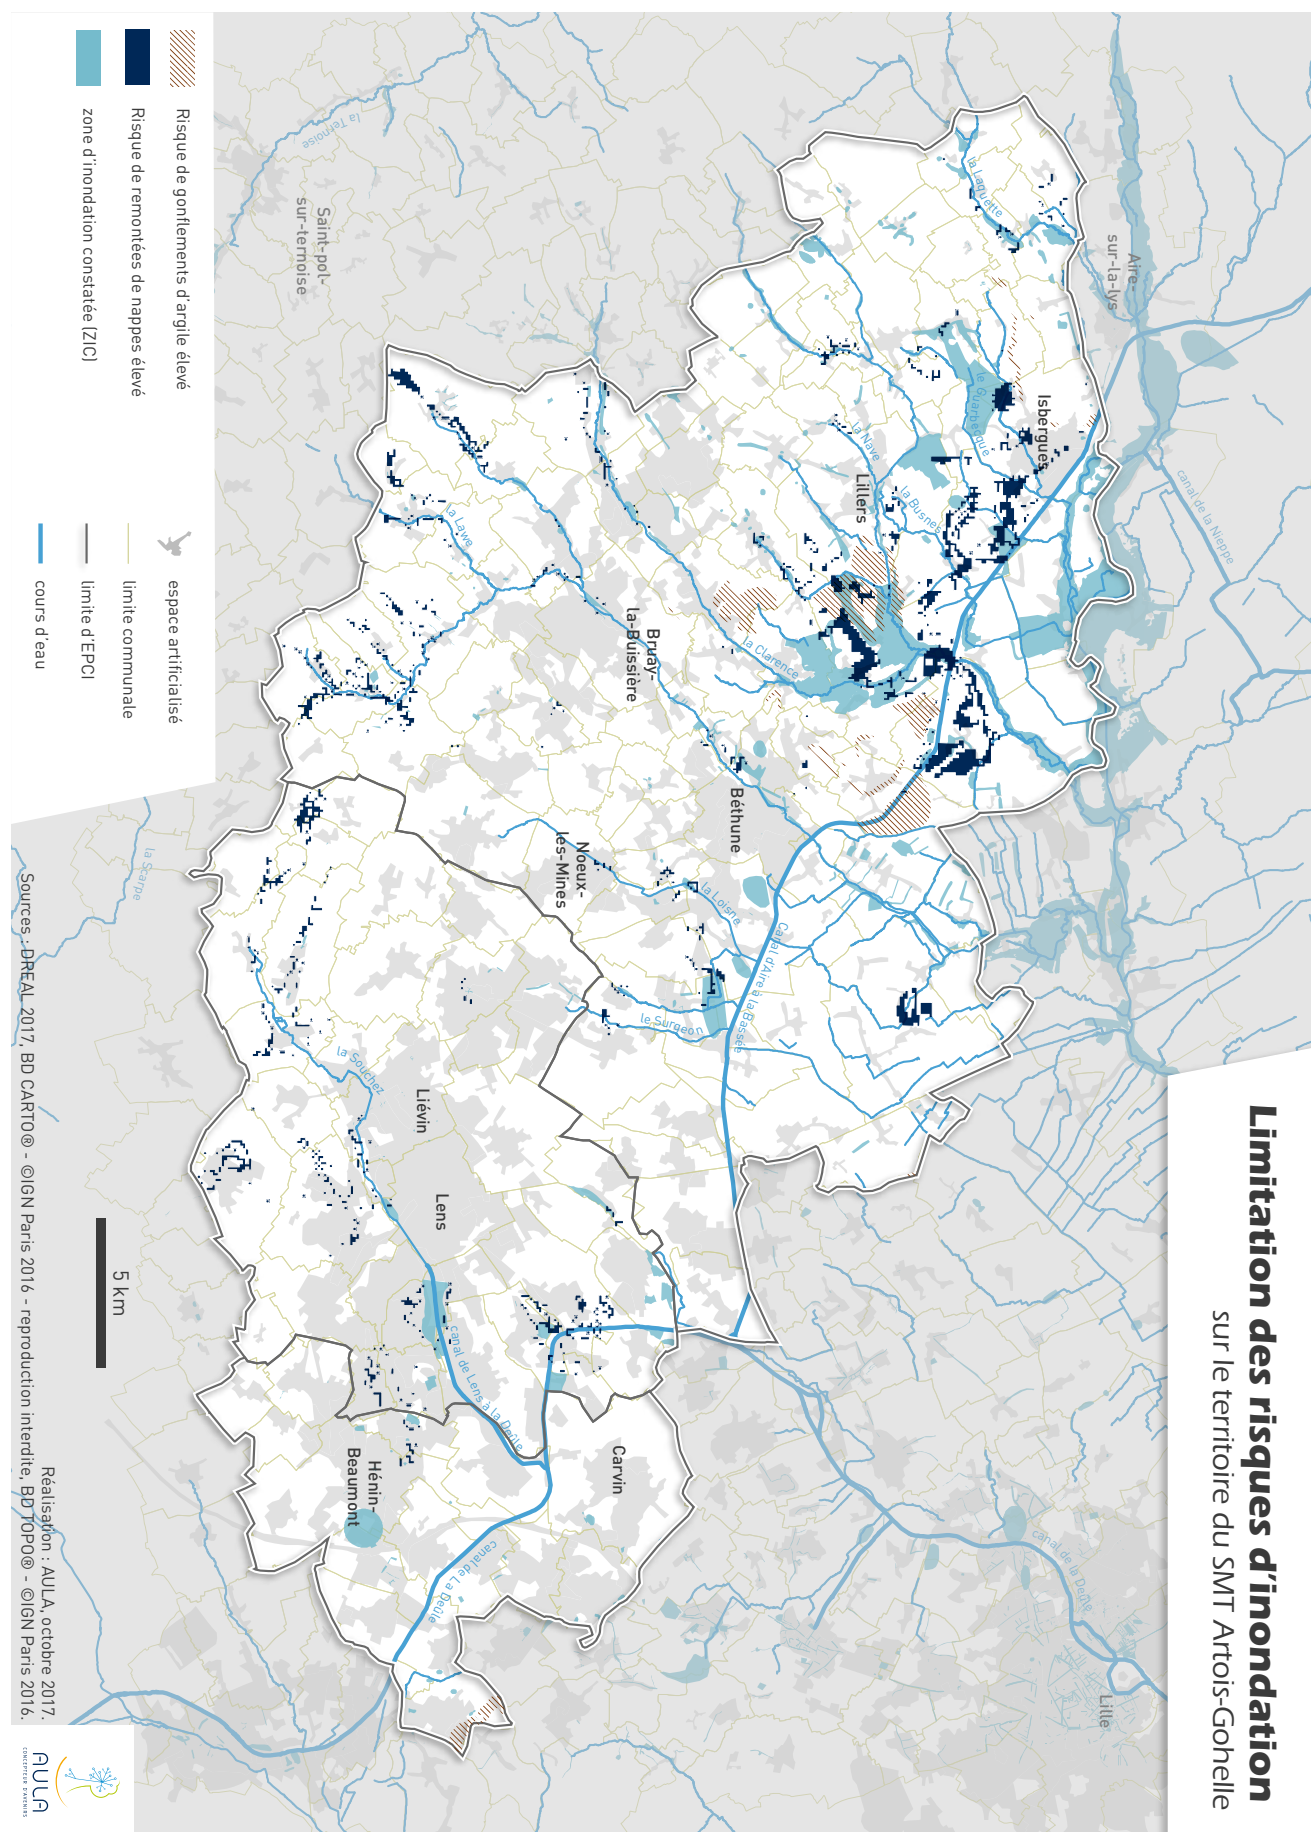 Limitation des risques d'inondation
sur le territoire du SMT Artois-Gohelle
Aire-
sur-la-lys
canal de la Nieppe
la Laquette
Isbergues
le Guarbecque
la Nave
Lillers
la Busnes
la Clarence
la Ternoise
Saint-pol-
sur-ternoise
la Lawe
Bruay-
la-Buissière
Béthune
Noeux-
les-Mines
la Loisne
Canal d'Aire à la Bassée
le Surgeon
la Scarpe
la Souchez
Liévin
Lens
canal de Lens à la Deûle
Carvin
Hénin-
Beaumont
canal de La Deûle
canal de la Deûle
Lille
Risque de gonflements d'argile élevé
Risque de remontées de nappes élevé
zone d'inondation constatée (ZIC)
espace artificialisé
limite communale
limite d'EPCI
cours d'eau
5 km
Réalisation : AULA, octobre 2017.
Sources : DREAL 2017, BD CARTO® - ©IGN Paris 2016 - reproduction interdite, BD TOPO® - ©IGN Paris 2016.
AULA
CONCEPTEUR D'AVENIRS